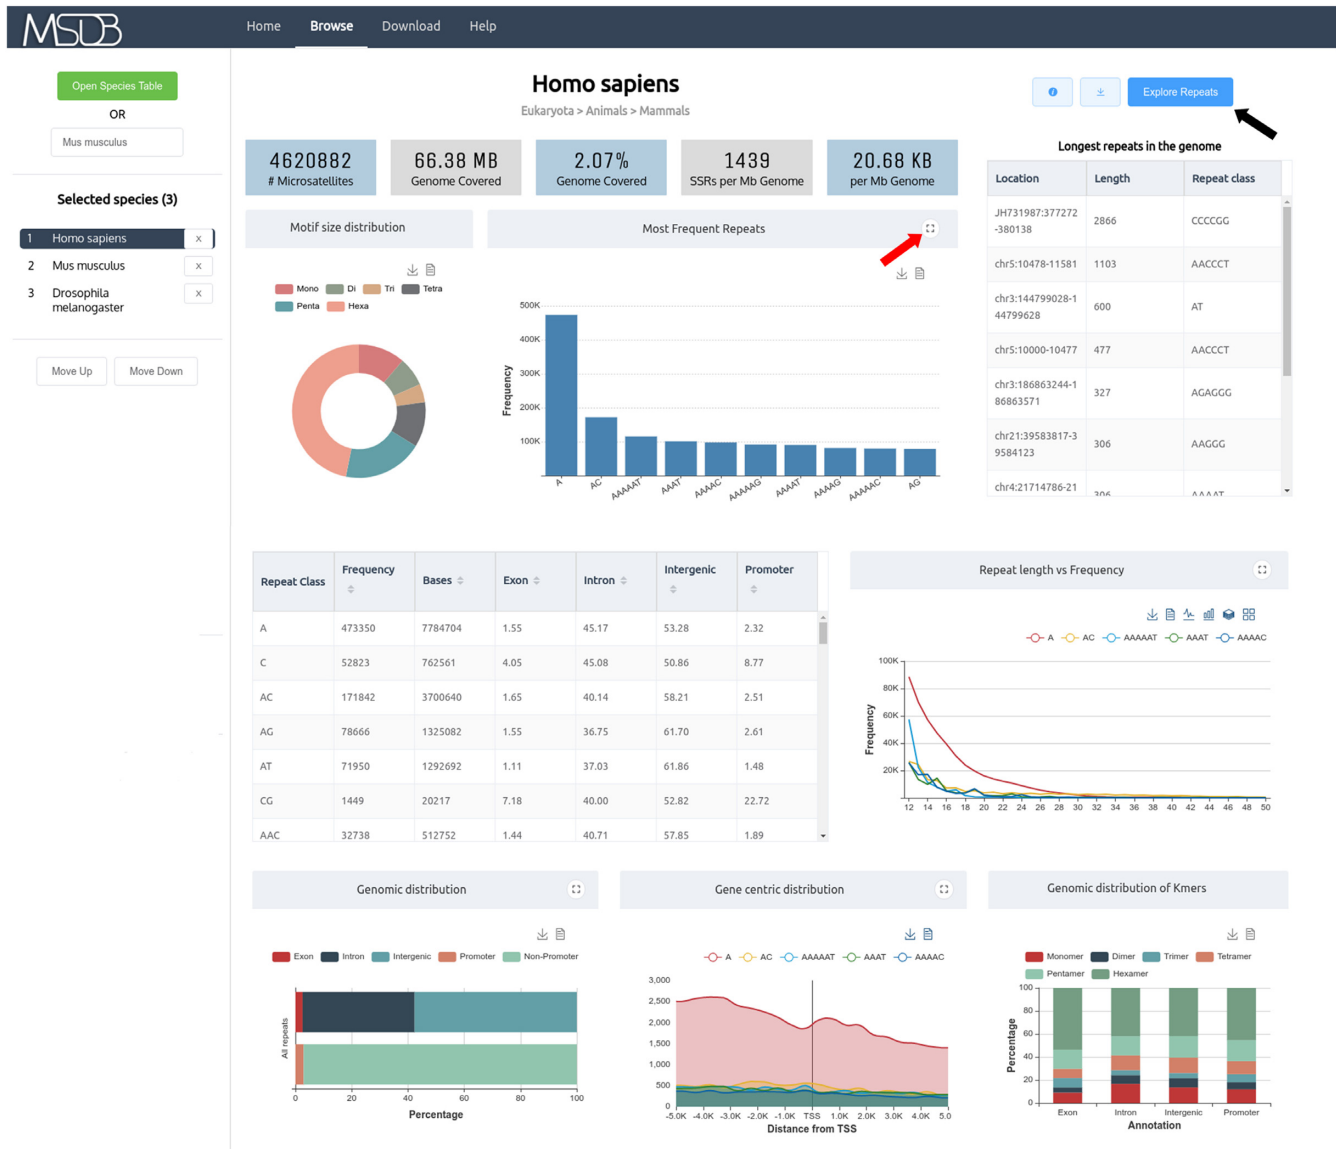 MSDB
Home Browse Download Help
Open Species Table
OR
Mus musculus
Selected species (3)
1 Homo sapiens x
2 Mus musculus x
3 Drosophila melanogaster x
Move Up Move Down
Homo sapiens
Eukaryota > Animals > Mammals
Explore Repeats
4620882 # Microsatellites
66.38 MB Genome Covered
2.07% Genome Covered
1439 SSRs per Mb Genome
20.68 KB per Mb Genome
Longest repeats in the genome
Location Length Repeat class
JH731987:377272-380138 2866 CCCCGG
chr5:10478-11581 1103 AACCCT
chr3:144799028-144799628 600 AT
chr5:10000-10477 477 AACCCT
chr3:186863244-186863571 327 AGAGGG
chr21:39583817-39584123 306 AAGGG
chr4:21714786-21 306 AAAAT
Motif size distribution
Mono Di Tri Tetra
Penta Hexa
Most Frequent Repeats
Frequency
500K
400K
300K
200K
100K
A AC AAAAAT AAAT AAAAC AAAAAG AAAAT AAAAG AAAAAC AG
Repeat Class Frequency Bases Exon Intron Intergenic Promoter
A 473350 7784704 1.55 45.17 53.28 2.32
C 52823 762561 4.05 45.08 50.86 8.77
AC 171842 3700640 1.65 40.14 58.21 2.51
AG 78666 1325082 1.55 36.75 61.70 2.61
AT 71950 1292692 1.11 37.03 61.86 1.48
CG 1449 20217 7.18 40.00 52.82 22.72
AAC 32738 512752 1.44 40.71 57.85 1.89
Repeat length vs Frequency
A AC AAAAAT AAAT AAAAC
Frequency
100K
80K
60K
40K
20K
12 14 16 18 20 22 24 26 28 30 32 34 36 38 40 42 44 46 48 50
Genomic distribution
Exon Intron Intergenic Promoter Non-Promoter
All repeats
0 20 40 60 80 100
Percentage
Gene centric distribution
A AC AAAAAT AAAT AAAAC
3,000
2,500
2,000
1,500
1,000
500
0
-5.0K -4.0K -3.0K -2.0K -1.0K TSS 1.0K 2.0K 3.0K 4.0K 5.0
Distance from TSS
Genomic distribution of Kmers
Monomer Dimer Trimer Tetramer
Pentamer Hexamer
Percentage
100
80
60
40
20
0
Exon Intron Intergenic Promoter
Annotation